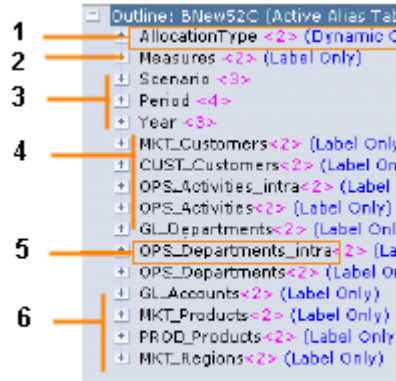 Outline: BNew52C (Active Alias Tab
1 AllocationType <2> (Dynamic C
2 Measures <2> (Label Only)
3 Scenario <3>
Period <4>
Year <3>
4 MKT_Customers<2> (Label Only
CUST_Customers<2> (Label On
OPS_Activities_intra<2> (Label
OPS_Activities<2> (Label Only)
GL_Departments<2> (Label Onl
5 OPS_Departments_intra<2> (La
OPS_Departments<2> (Label O
GL_Accounts<2> (Label Only)
6 MKT_Products<2> (Label Only)
PROD_Products<2> (Label Only
MKT_Regions<2> (Label Only)